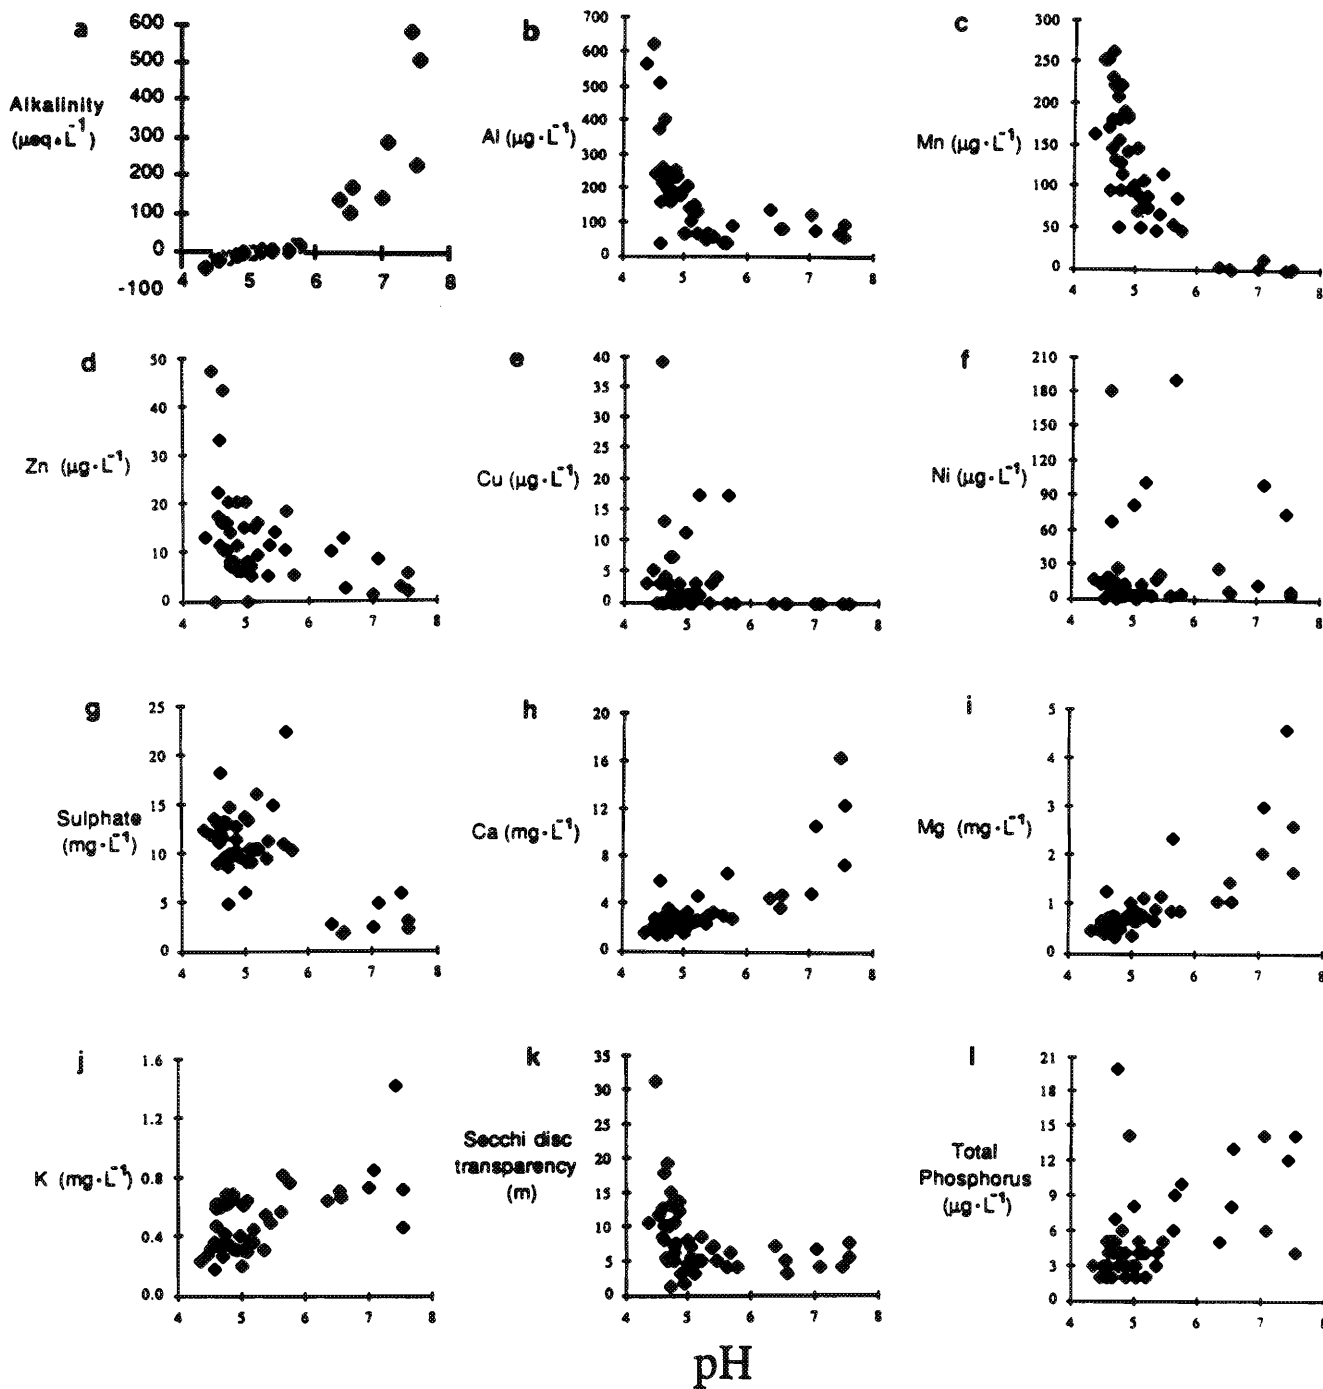 a
600
500
400
300
200
100
0
-100
Alkalinity
(µeq·L⁻¹)
4 5 6 7 8
b
700
600
500
400
300
200
100
0
Al (µg·L⁻¹)
4 5 6 7 8
c
300
250
200
150
100
50
0
Mn (µg·L⁻¹)
4 5 6 7 8
d
50
40
30
20
10
0
Zn (µg·L⁻¹)
4 5 6 7 8
e
40
35
30
25
20
15
10
5
0
Cu (µg·L⁻¹)
4 5 6 7 8
f
210
180
150
120
90
60
30
0
Ni (µg·L⁻¹)
4 5 6 7 8
g
25
20
15
10
5
0
Sulphate
(mg·L⁻¹)
4 5 6 7 8
h
20
16
12
8
4
0
Ca (mg·L⁻¹)
4 5 6 7 8
i
5
4
3
2
1
0
Mg (mg·L⁻¹)
4 5 6 7 8
j
1.6
1.2
0.8
0.4
0.0
K (mg·L⁻¹)
4 5 6 7 8
k
35
30
25
20
15
10
5
0
Secchi disc
transparency
(m)
4 5 6 7 8
l
21
18
15
12
9
6
3
0
Total
Phosphorus
(µg·L⁻¹)
4 5 6 7 8
pH